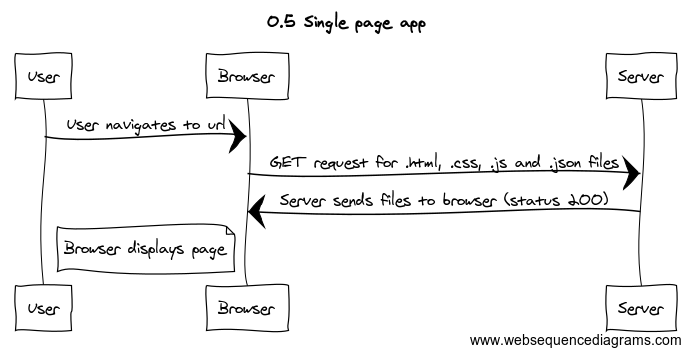 0.5 Single page app
User
Browser
Server
User navigates to url
GET request for .html, .css, .js and .json files
Server sends files to browser (status 200)
Browser displays page
User
Browser
Server
www.websequencediagrams.com